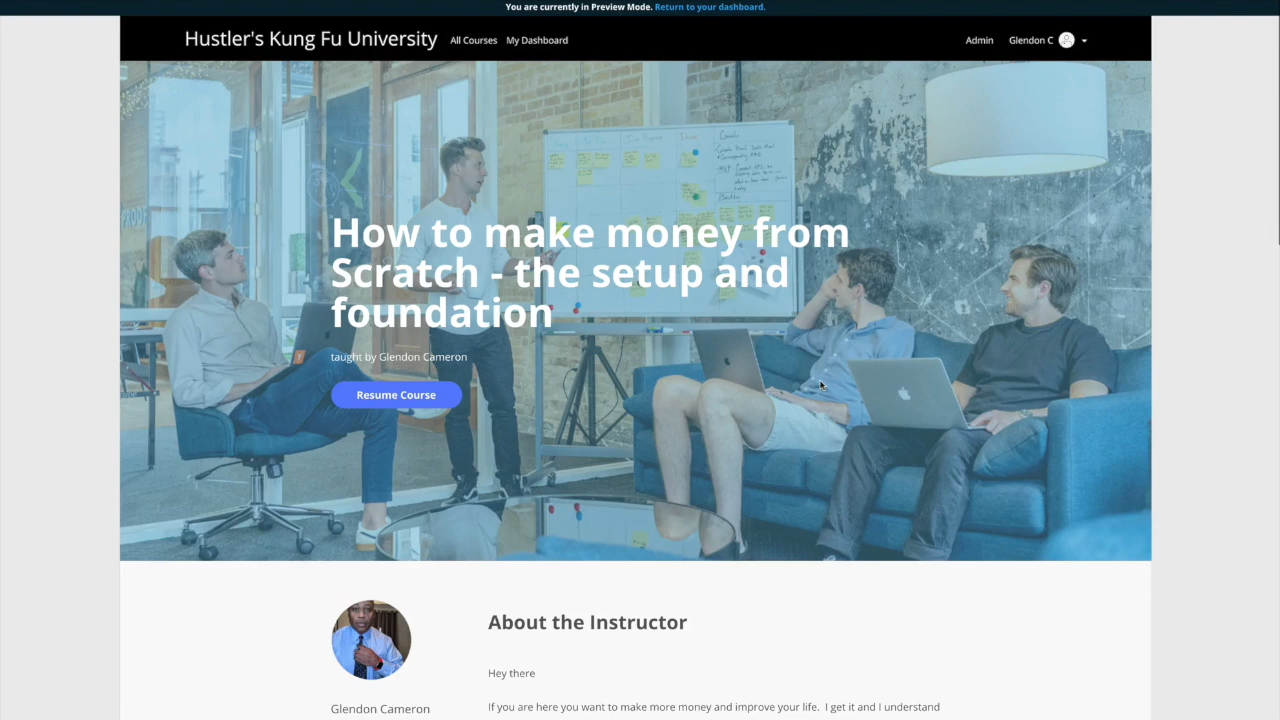 You are currently in Preview Mode. Return to your dashboard.
Hustler's Kung Fu University
All Courses
My Dashboard
Admin
Glendon C
How to make money from
Scratch - the setup and
foundation
taught by Glendon Cameron
Resume Course
About the Instructor
Hey there
Glendon Cameron
If you are here you want to make more money and improve your life. I get it and I understand